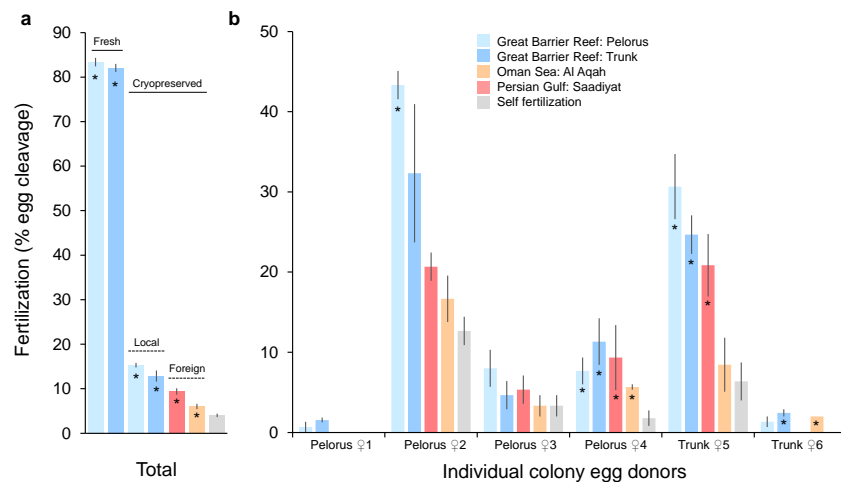 a
b
Fertilization (% egg cleavage)
90
80
70
60
50
40
30
20
10
0
Fresh
Cryopreserved
Local
Foreign
* * * * * *
Total
50
40
30
20
10
0
Great Barrier Reef: Pelorus
Great Barrier Reef: Trunk
Oman Sea: Al Aqah
Persian Gulf: Saadiyat
Self fertilization
* * * * * * * * * *
Pelorus ♀1 Pelorus ♀2 Pelorus ♀3 Pelorus ♀4 Trunk ♀5 Trunk ♀6
Individual colony egg donors